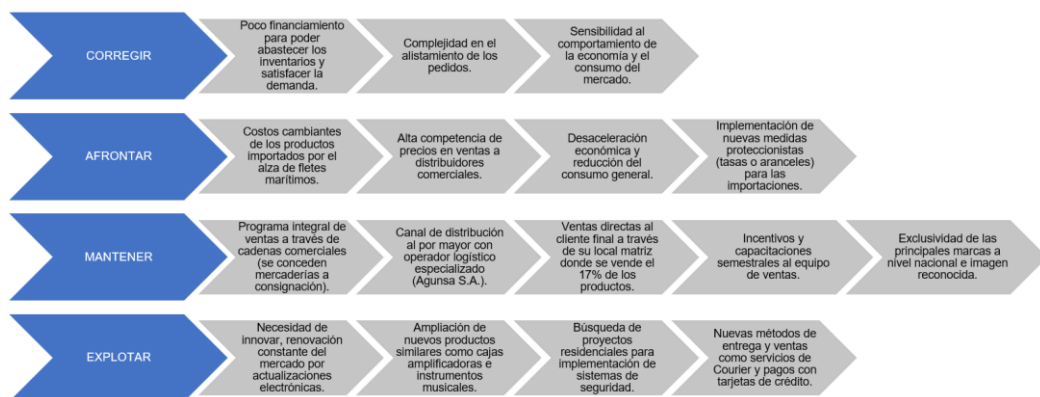 CORREGIR
Poco financiamiento
para poder
abastecer los
inventarios y
satisfacer la
demanda.
Complejidad en el
alistamiento de los
pedidos.
Sensibilidad al
comportamiento de
la economía y el
consumo del
mercado.
AFRONTAR
Costos cambiantes
de los productos
importados por el
alza de fletes
marítimos.
Alta competencia de
precios en ventas a
distribuidores
comerciales.
Desaceleración
económica y
reducción del
consumo general.
Implementación de
nuevas medidas
proteccionistas
(tasas o aranceles)
para las
importaciones.
MANTENER
Programa integral de
ventas a través de
cadenas comerciales
(se conceden
mercaderías a
consignación).
Canal de distribución
al por mayor con
operador logístico
especializado
(Agunsa S.A.).
Ventas directas al
cliente final a través
de su local matriz
donde se vende el
17% de los
productos.
Incentivos y
capacitaciones
semestrales al equipo
de ventas.
Exclusividad de las
principales marcas a
nivel nacional e imagen
reconocida.
EXPLOTAR
Necesidad de
innovar, renovación
constante del
mercado por
actualizaciones
electrónicas.
Ampliación de
nuevos productos
similares como cajas
amplificadoras e
instrumentos
musicales.
Búsqueda de
proyectos
residenciales para
implementación de
sistemas de
seguridad.
Nuevas métodos de
entrega y ventas
como servicios de
Courier y pagos con
tarjetas de crédito.